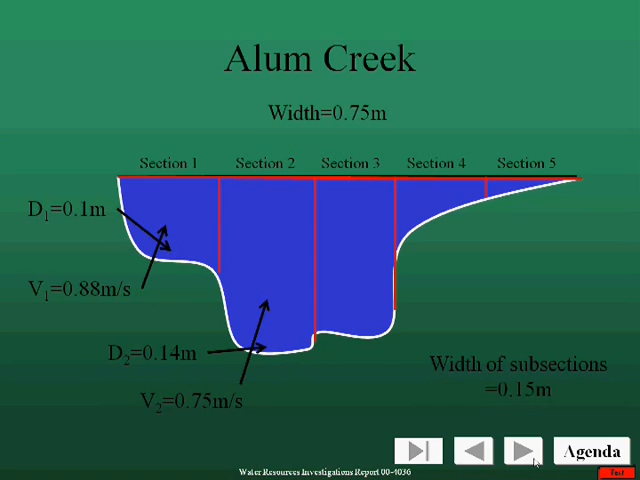 Alum Creek
Width=0.75m
Section 1 Section 2 Section 3 Section 4 Section 5
D1=0.1m
V1=0.88m/s
D2=0.14m
V2=0.75m/s
Width of subsections
=0.15m
Agenda
Water Resources Investigations Report 00-4036
Test